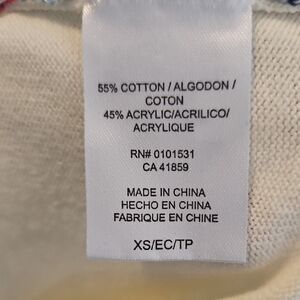 55% COTTON / ALGODON /
COTON
45% ACRYLIC/ACRILICO/
ACRYLIQUE
RN# 0101531
CA 41859
MADE IN CHINA
HECHO EN CHINA
FABRIQUE EN CHINE
XS/EC/TP